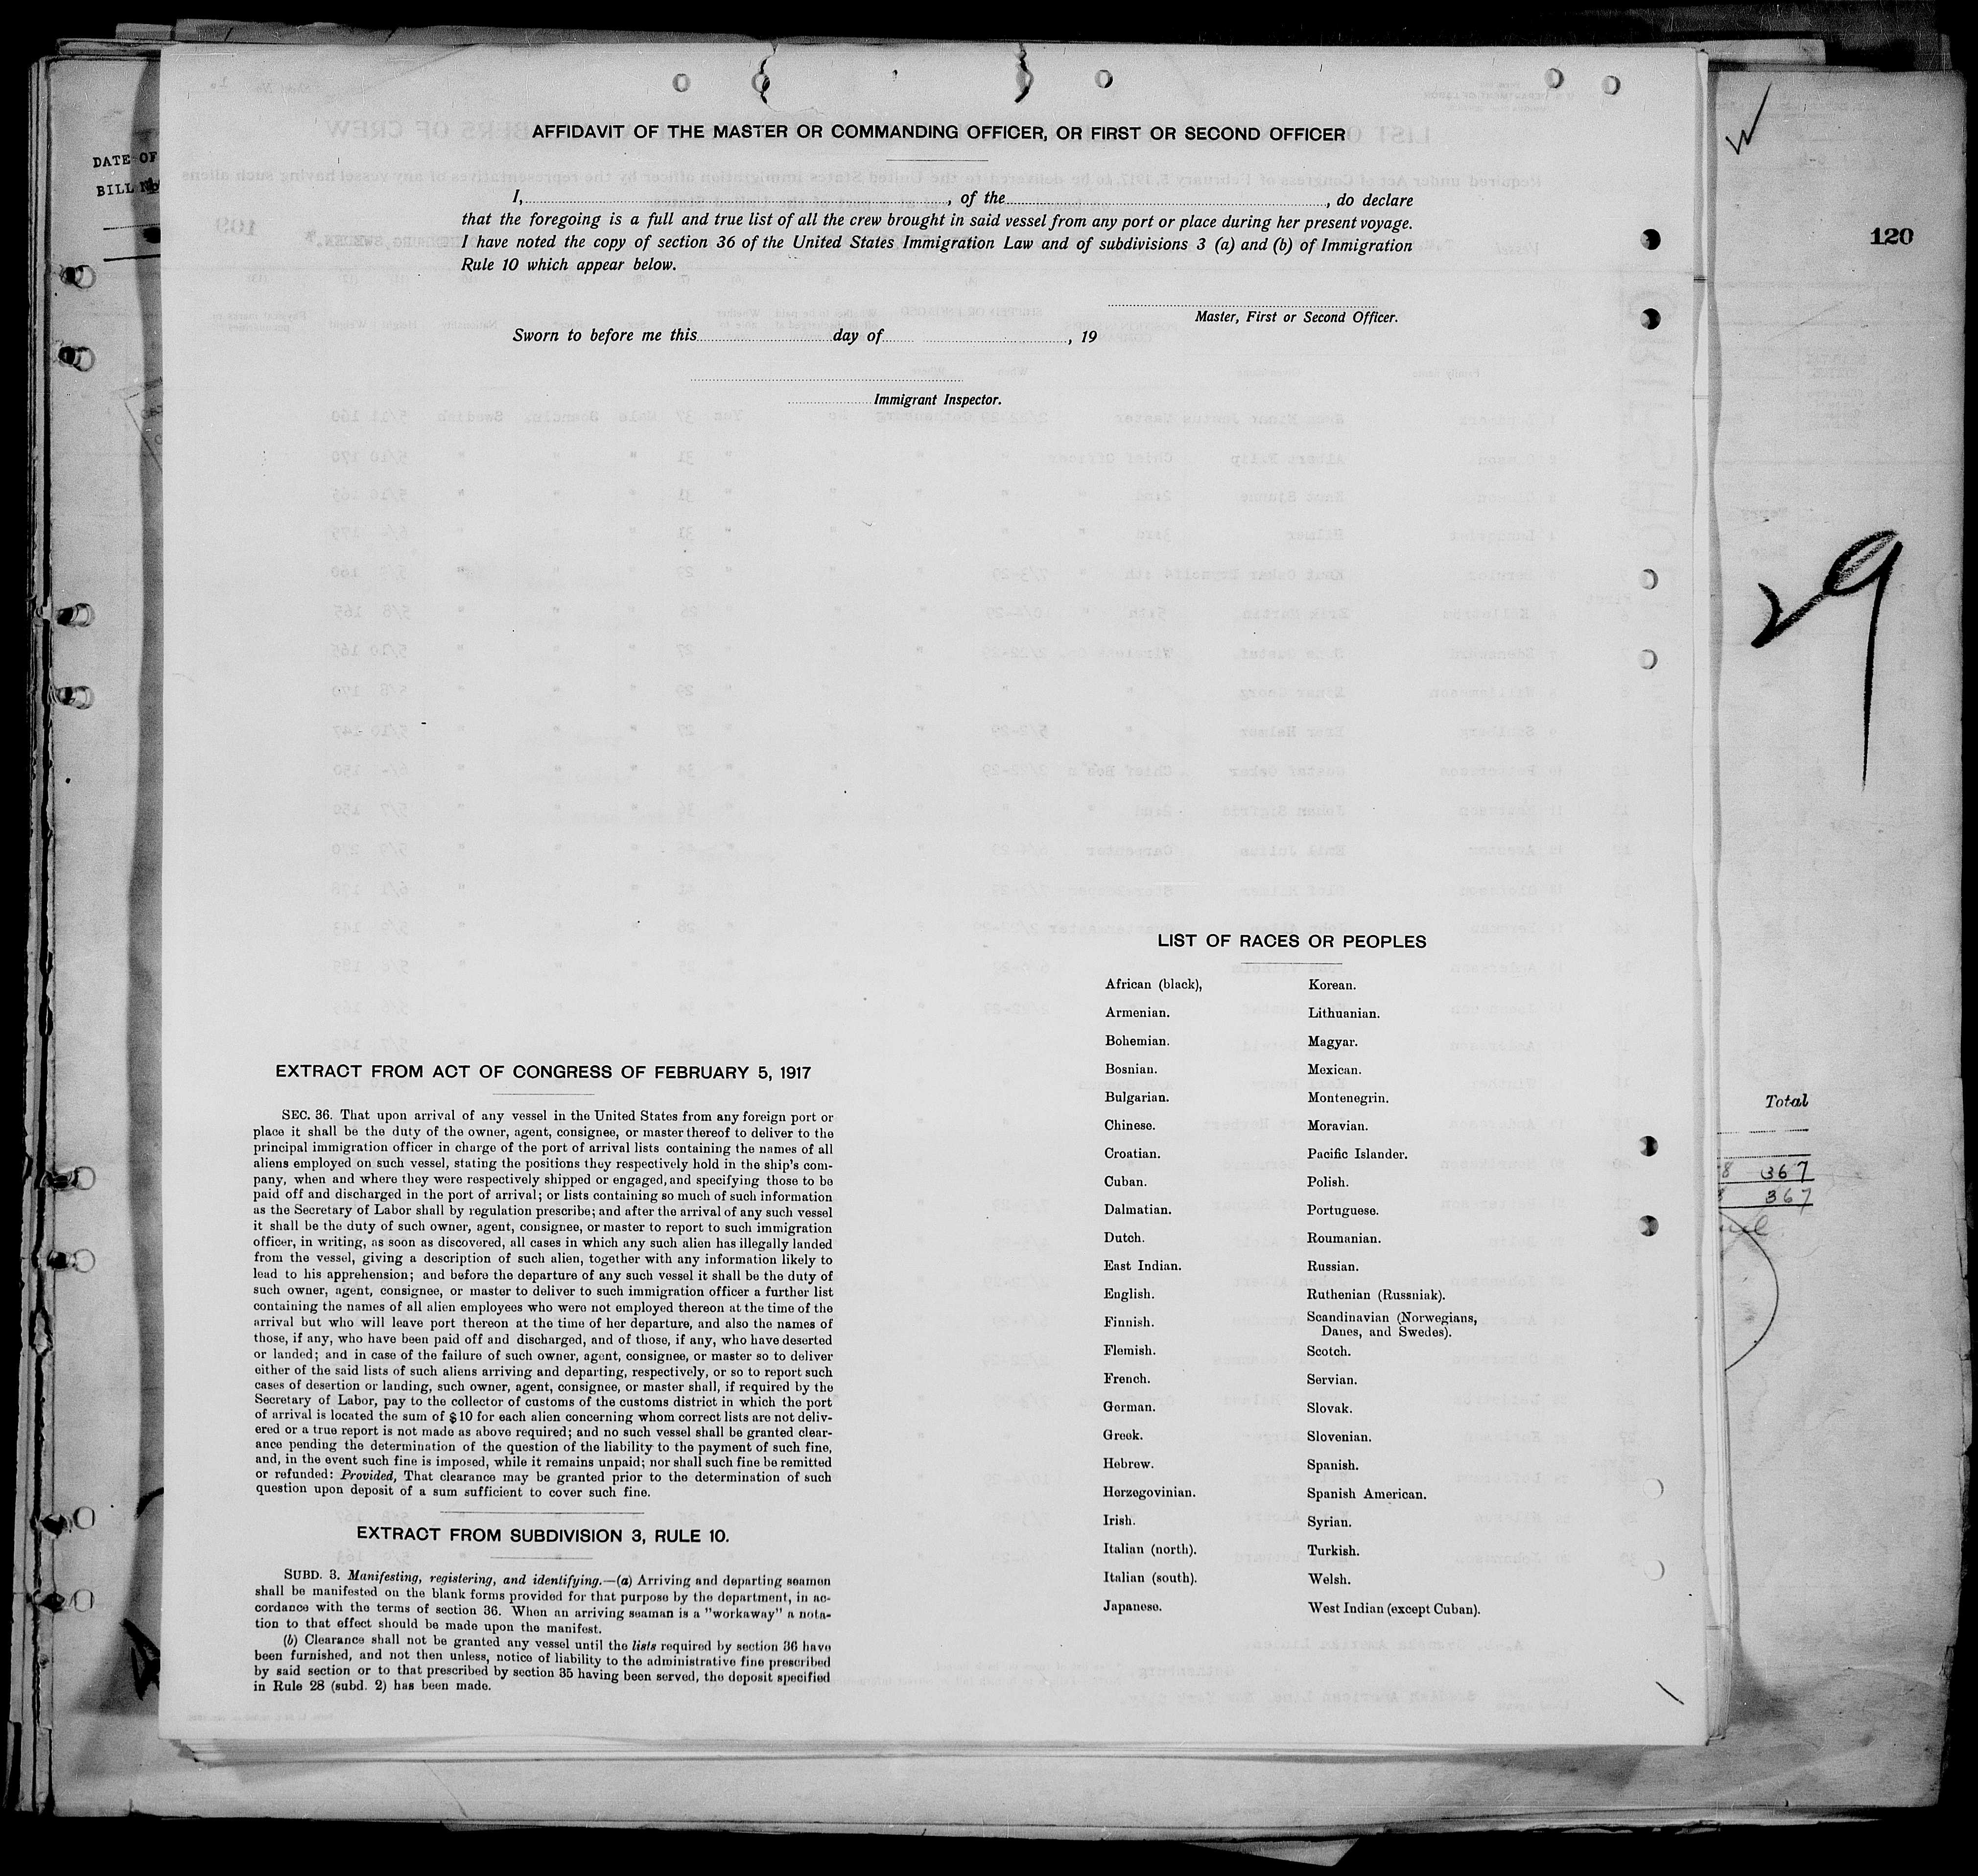 AFFIDAVIT OF THE MASTER OR COMMANDING OFFICER, OR FIRST OR SECOND OFFICER
I, , of the , do declare
that the foregoing is a full and true list of all the crew brought in said vessel from any port or place during her present voyage.
I have noted the copy of section 36 of the United States Immigration Law and of subdivisions 3 (a) and (b) of Immigration
Rule 10 which appear below.
Master, First or Second Officer.
Sworn to before me this day of , 19
Immigrant Inspector.
EXTRACT FROM ACT OF CONGRESS OF FEBRUARY 5, 1917
SEC. 36. That upon arrival of any vessel in the United States from any foreign port or
place it shall be the duty of the owner, agent, consignee, or master thereof to deliver to the
principal immigration officer in charge of the port of arrival lists containing the names of all
aliens employed on such vessel, stating the positions they respectively hold in the ship's com-
pany, when and where they were respectively shipped or engaged, and specifying those to be
paid off and discharged in the port of arrival; or lists containing so much of such information
as the Secretary of Labor shall by regulation prescribe; and after the arrival of any such vessel
it shall be the duty of such owner, agent, consignee, or master to report to such immigration
officer, in writing, as soon as discovered, all cases in which any such alien has illegally landed
from the vessel, giving a description of such alien, together with any information likely to
lead to his apprehension; and before the departure of any such vessel it shall be the duty of
such owner, agent, consignee, or master to deliver to such immigration officer a further list
containing the names of all alien employees who were not employed thereon at the time of the
arrival but who will leave port thereon at the time of her departure, and also the names of
those, if any, who have been paid off and discharged, and of those, if any, who have deserted
or landed; and in case of the failure of such owner, agent, consignee, or master so to deliver
either of the said lists of such aliens arriving and departing, respectively, or so to report such
cases of desertion or landing, such owner, agent, consignee, or master shall, if required by the
Secretary of Labor, pay to the collector of customs of the customs district in which the port
of arrival is located the sum of $10 for each alien concerning whom correct lists are not deliv-
ered or a true report is not made as above required; and no such vessel shall be granted clear-
ance pending the determination of the question of the liability to the payment of such fine,
and, in the event such fine is imposed, while it remains unpaid; nor shall such fine be remitted
or refunded: Provided, That clearance may be granted prior to the determination of such
question upon deposit of a sum sufficient to cover such fine.
EXTRACT FROM SUBDIVISION 3, RULE 10.
SUBD. 3. Manifesting, registering, and identifying.—(a) Arriving and departing seamen
shall be manifested on the blank forms provided for that purpose by the department, in ac-
cordance with the terms of section 36. When an arriving seaman is a "workaway" a nota-
tion to that effect should be made upon the manifest.
(b) Clearance shall not be granted any vessel until the lists required by section 36 have
been furnished, and not then unless, notice of liability to the administrative fine prescribed
by said section or to that prescribed by section 35 having been served, the deposit specified
in Rule 28 (subd. 2) has been made.
LIST OF RACES OR PEOPLES
African (black),
Armenian.
Bohemian.
Bosnian.
Bulgarian.
Chinese.
Croatian.
Cuban.
Dalmatian.
Dutch.
East Indian.
English.
Finnish.
Flemish.
French.
German.
Greek.
Hebrew.
Herzegovinian.
Irish.
Italian (north).
Italian (south).
Japanese.
Korean.
Lithuanian.
Magyar.
Mexican.
Montenegrin.
Moravian.
Pacific Islander.
Polish.
Portuguese.
Roumanian.
Russian.
Ruthenian (Russniak).
Scandinavian (Norwegians,
Danes, and Swedes).
Scotch.
Servian.
Slovak.
Slovenian.
Spanish.
Spanish American.
Syrian.
Turkish.
Welsh.
West Indian (except Cuban).
DATE OF
BILL
120
29
Total
8 367
367